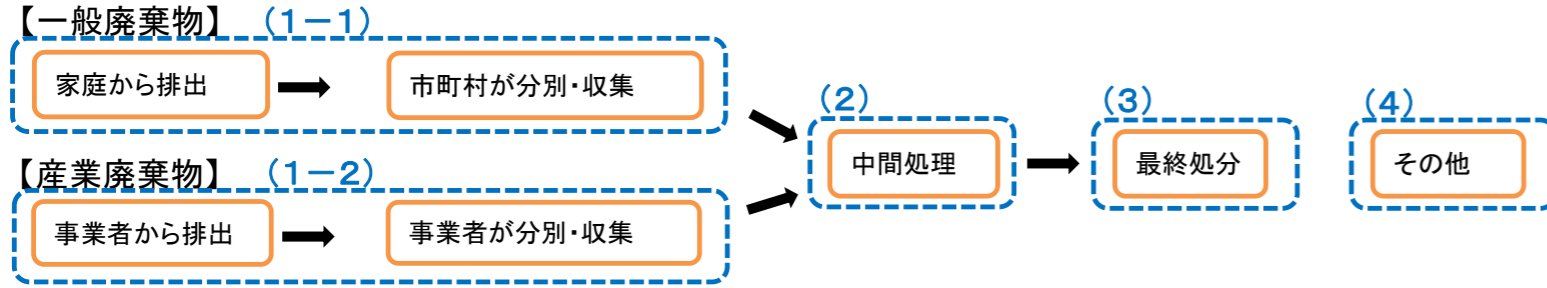 【一般廃棄物】 (1－1)
家庭から排出
市町村が分別・収集
【産業廃棄物】 (1－2)
事業者から排出
事業者が分別・収集
(2)
中間処理
(3)
最終処分
(4)
その他